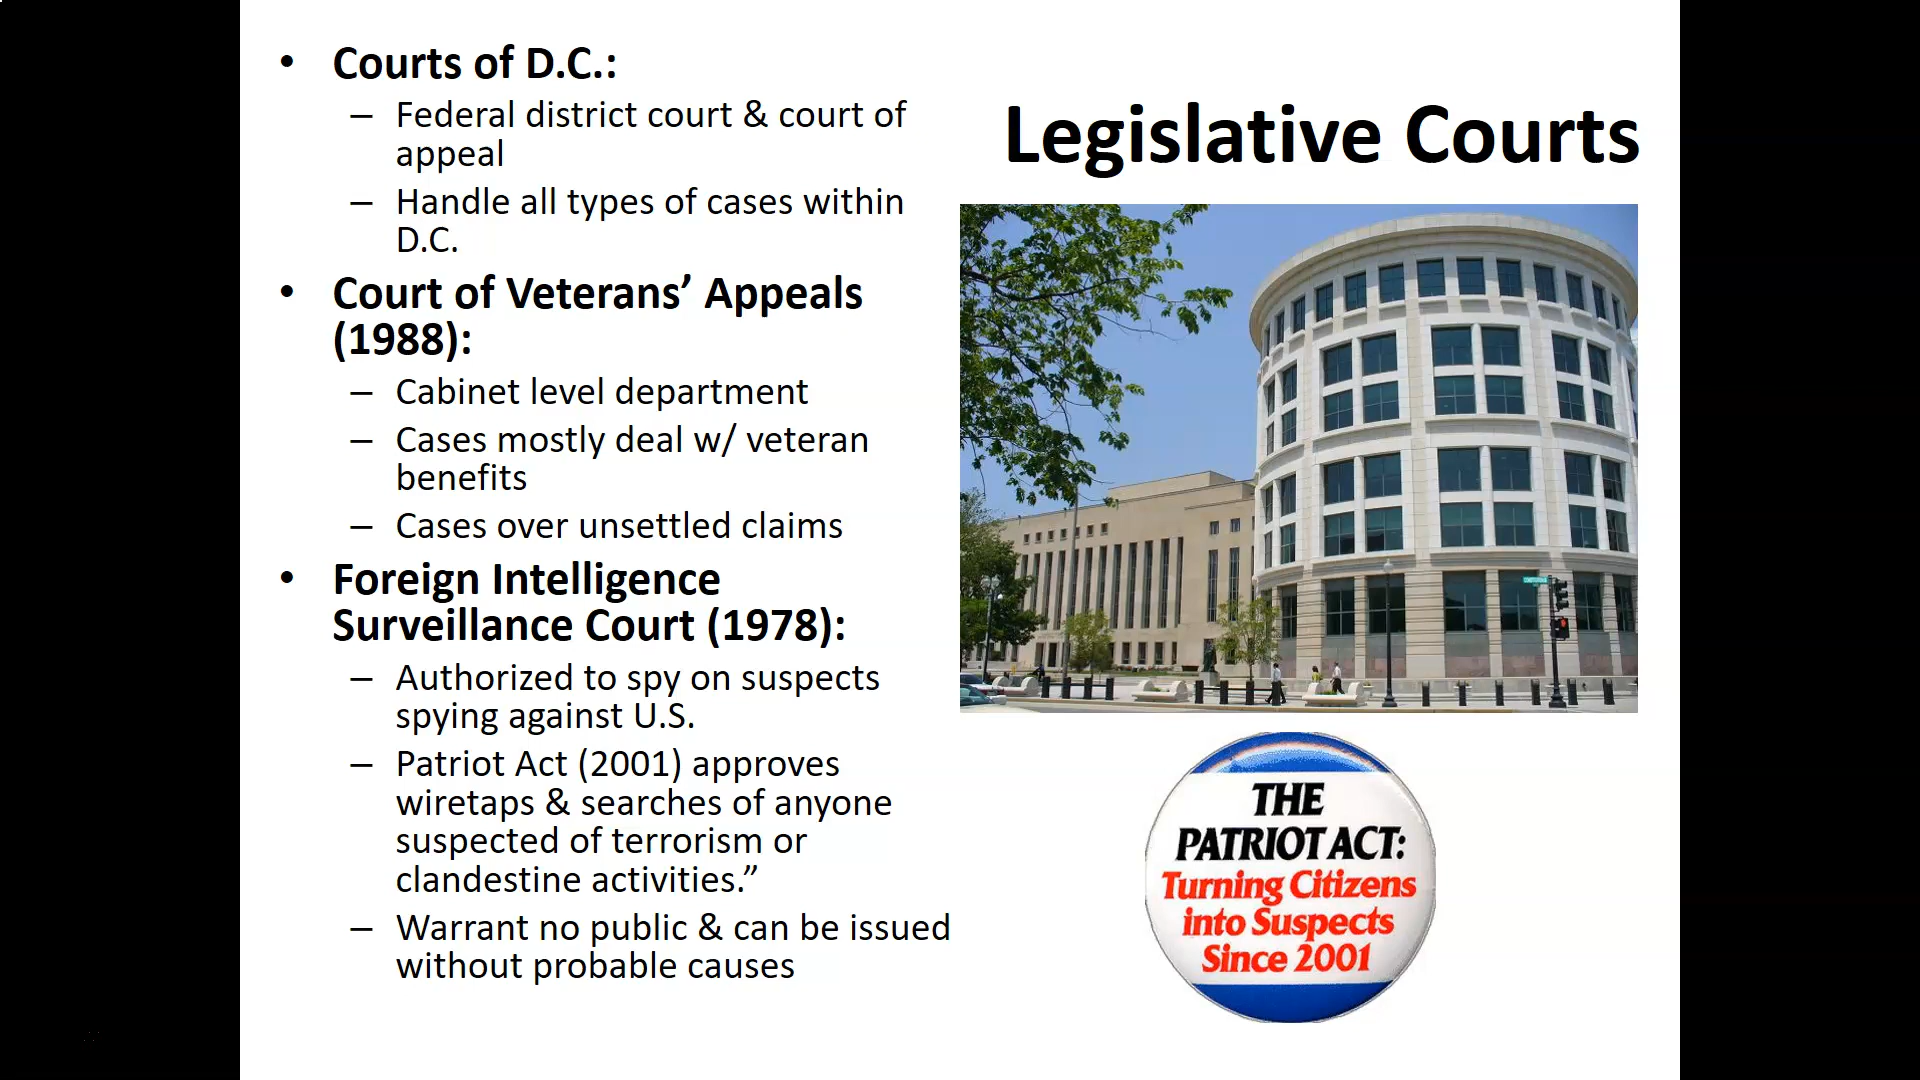 • Courts of D.C.:
– Federal district court & court of
appeal
– Handle all types of cases within
D.C.
• Court of Veterans’ Appeals
(1988):
– Cabinet level department
– Cases mostly deal w/ veteran
benefits
– Cases over unsettled claims
• Foreign Intelligence
Surveillance Court (1978):
– Authorized to spy on suspects
spying against U.S.
– Patriot Act (2001) approves
wiretaps & searches of anyone
suspected of terrorism or
clandestine activities.”
– Warrant no public & can be issued
without probable causes
Legislative Courts
THE
PATRIOT ACT:
Turning Citizens
into Suspects
Since 2001